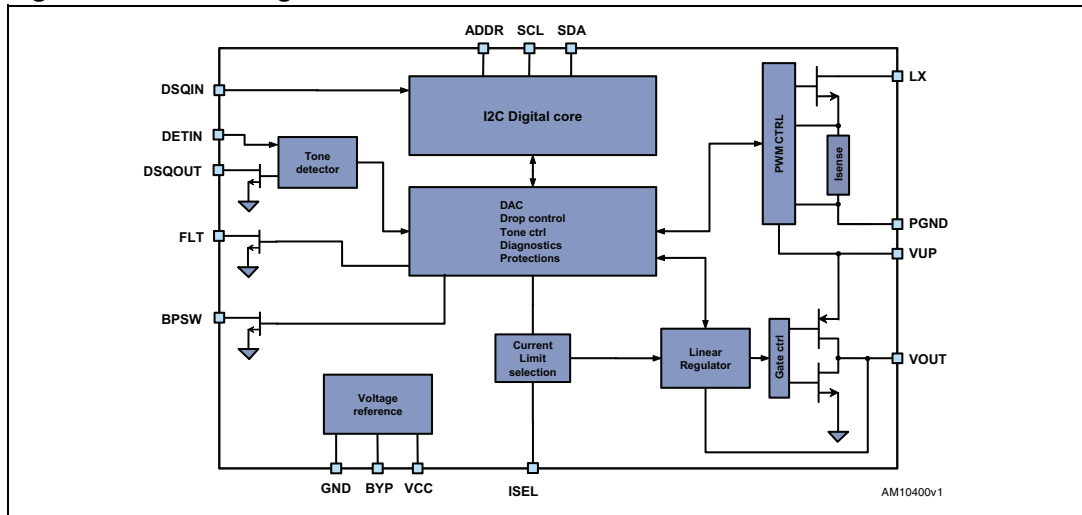 ADDR SCL SDA
DSQIN
I2C Digital core
LX
DETIN
Tone
detector
DSQOUT
PWM CTRL
Isense
DAC
Drop control
Tone ctrl
Diagnostics
Protections
PGND
FLT
VUP
BPSW
Current
Limit
selection
Linear
Regulator
Gate ctrl
VOUT
Voltage
reference
GND BYP VCC
ISEL
AM10400v1